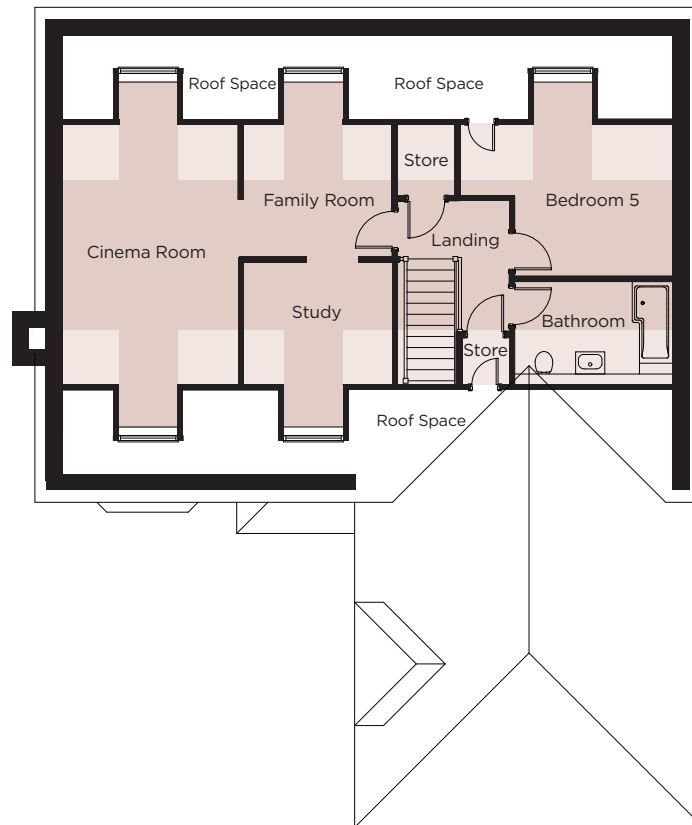 Roof Space
Roof Space
Store
Family Room
Bedroom 5
Landing
Cinema Room
Study
Bathroom
Store
Roof Space